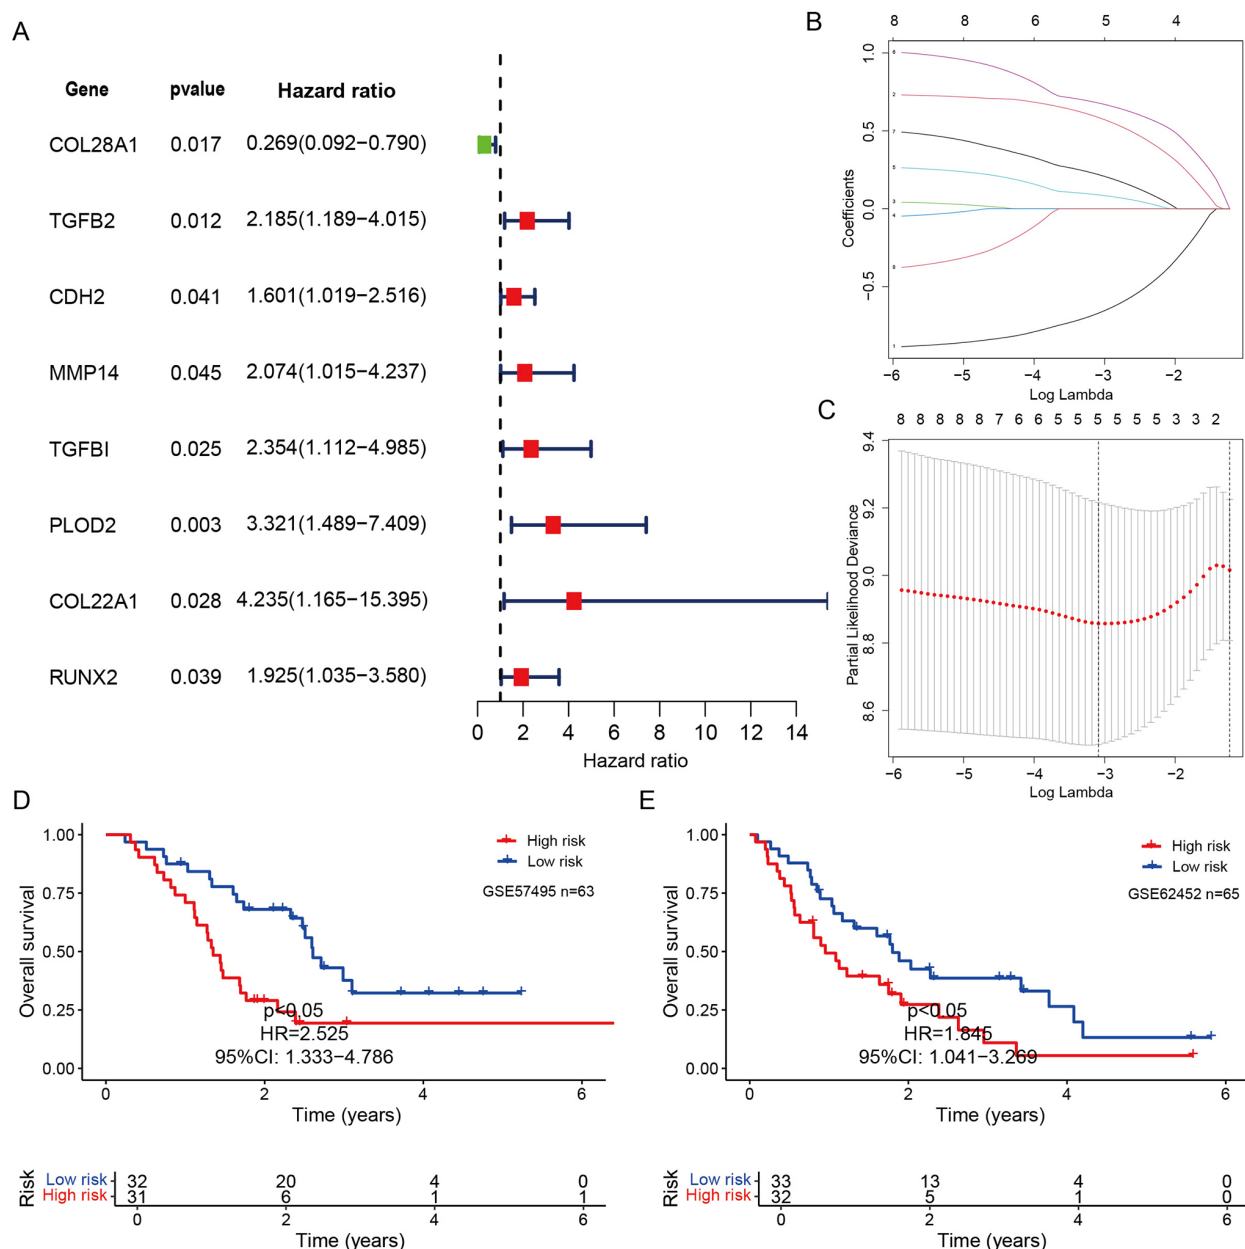 A
Gene pvalue Hazard ratio
COL28A1 0.017 0.269(0.092−0.790)
TGFB2 0.012 2.185(1.189−4.015)
CDH2 0.041 1.601(1.019−2.516)
MMP14 0.045 2.074(1.015−4.237)
TGFBI 0.025 2.354(1.112−4.985)
PLOD2 0.003 3.321(1.489−7.409)
COL22A1 0.028 4.235(1.165−15.395)
RUNX2 0.039 1.925(1.035−3.580)
0 2 4 6 8 10 12 14
Hazard ratio
B
8 8 6 5 4
1.0
0.5
0.0
−0.5
Coefficients
6
2
7
5
3
4
8
1
−6 −5 −4 −3 −2
Log Lambda
C
8 8 8 8 8 7 6 6 5 5 5 5 5 5 3 3 2
9.4
9.2
9.0
8.8
8.6
Partial Likelihood Deviance
−6 −5 −4 −3 −2
Log Lambda
D
1.00
0.75
0.50
0.25
0.00
Overall survival
High risk
Low risk
GSE57495 n=63
p<0.05
HR=2.525
95%CI: 1.333−4.786
0 2 4 6
Time (years)
Risk
Low risk 32 20 4 0
High risk 31 6 1 1
0 2 4 6
Time (years)
E
1.00
0.75
0.50
0.25
0.00
Overall survival
High risk
Low risk
GSE62452 n=65
p<0.05
HR=1.845
95%CI: 1.041−3.269
0 2 4 6
Time (years)
Risk
Low risk 33 13 4 0
High risk 32 5 1 0
0 2 4 6
Time (years)